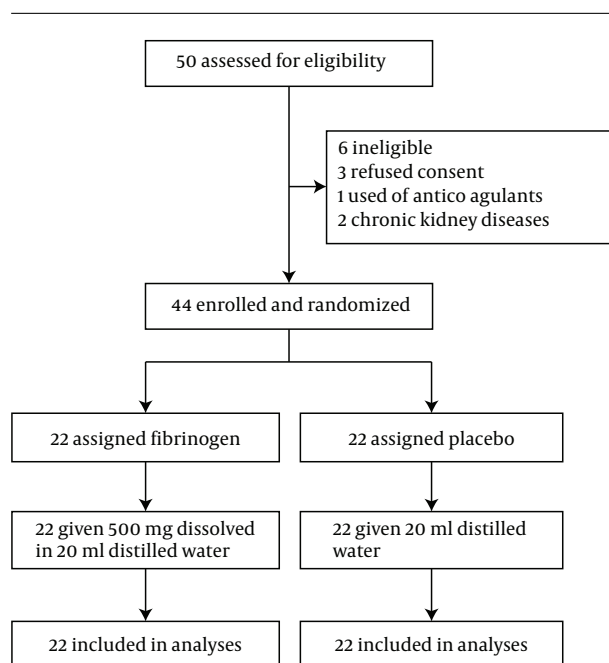 50 assessed for eligibility
6 ineligible
3 refused consent
1 used of antico agulants
2 chronic kidney diseases
44 enrolled and randomized
22 assigned fibrinogen
22 assigned placebo
22 given 500 mg dissolved
in 20 ml distilled water
22 given 20 ml distilled
water
22 included in analyses
22 included in analyses